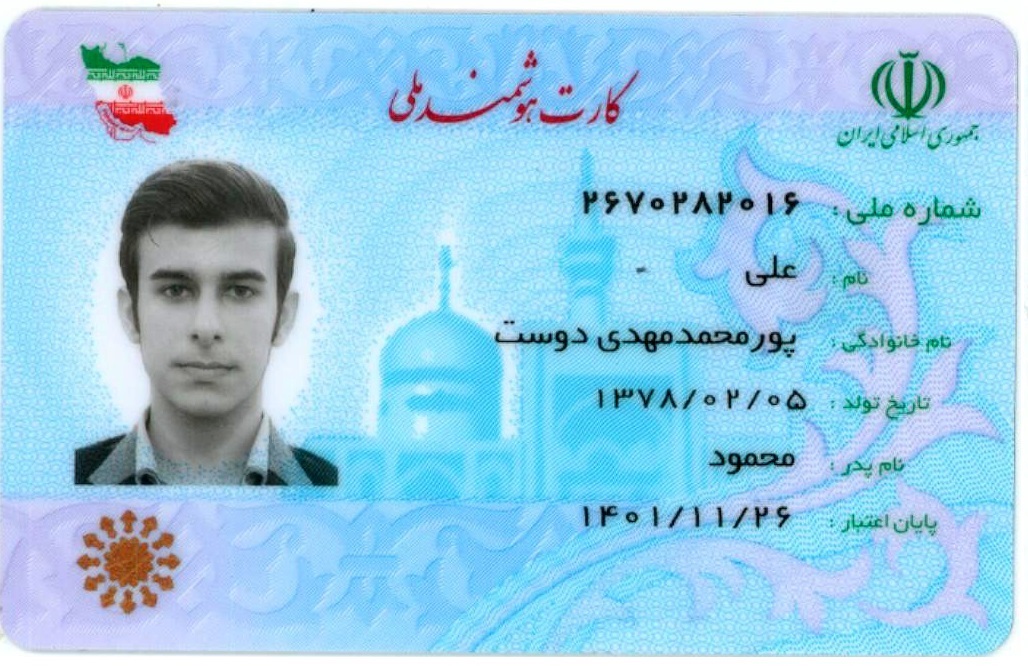 کارت هوشمند ملی
جمهوری اسلامی ایران
شماره ملی : ۲۶۷۰۲۸۲۰۱۶
نام : علی -
نام خانوادگی : پورمحمدمهدی دوست
تاریخ تولد : ۱۳۷۸/۰۲/۰۵
نام پدر : محمود
پایان اعتبار : ۱۴۰۱/۱۱/۲۶